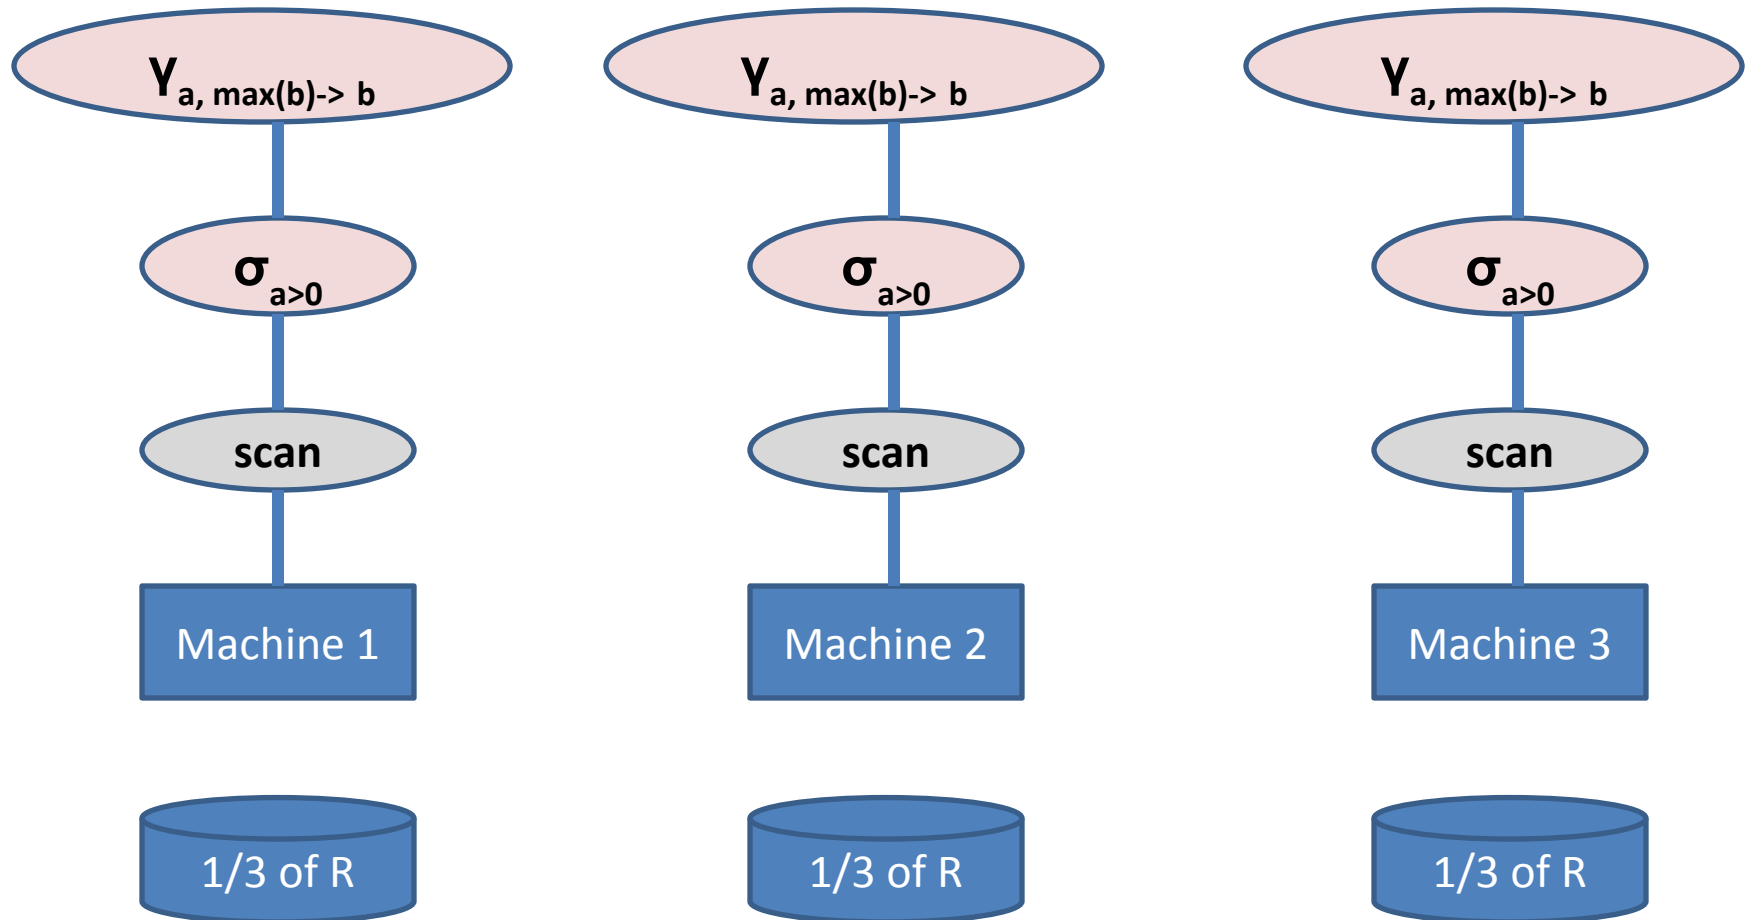 γa, max(b)-> b γa, max(b)-> b γa, max(b)-> b
σa>0 σa>0 σa>0
scan scan scan
Machine 1 Machine 2 Machine 3
1/3 of R 1/3 of R 1/3 of R